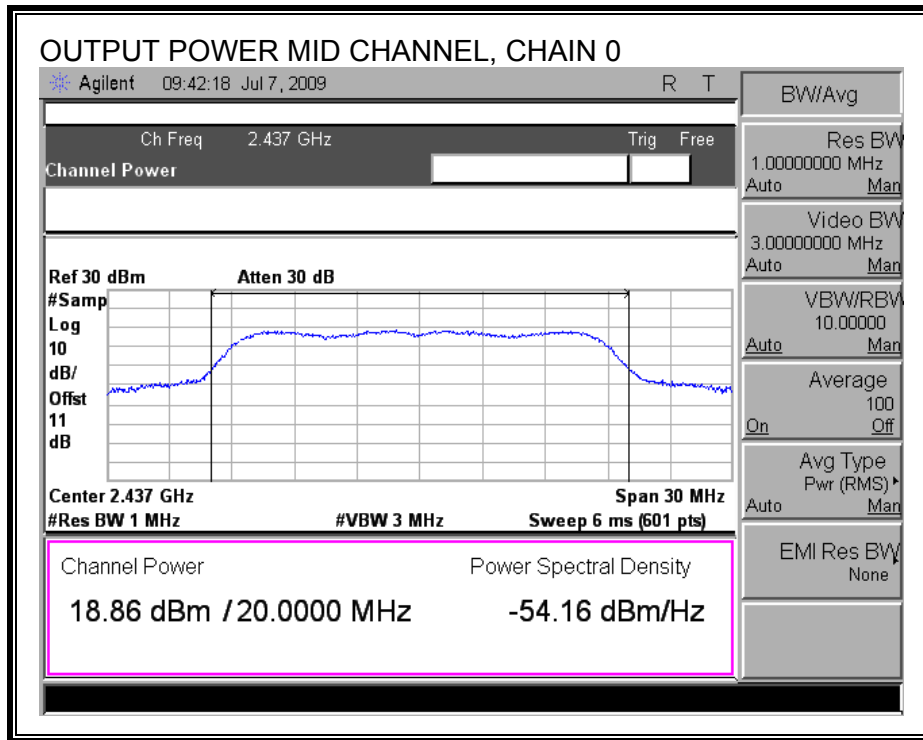 OUTPUT POWER MID CHANNEL, CHAIN 0
Agilent 09:42:18 Jul 7, 2009 R T
Ch Freq 2.437 GHz Trig Free
Channel Power
Ref 30 dBm Atten 30 dB
#Samp
Log
10
dB/
Offst
11
dB
Center 2.437 GHz Span 30 MHz
#Res BW 1 MHz #VBW 3 MHz Sweep 6 ms (601 pts)
Channel Power Power Spectral Density
18.86 dBm / 20.0000 MHz -54.16 dBm/Hz
BW/Avg
Res BW
1.00000000 MHz
Auto Man
Video BW
3.00000000 MHz
Auto Man
VBW/RBW
10.00000
Auto Man
Average
100
On Off
Avg Type
Pwr (RMS)
Auto Man
EMI Res BW
None